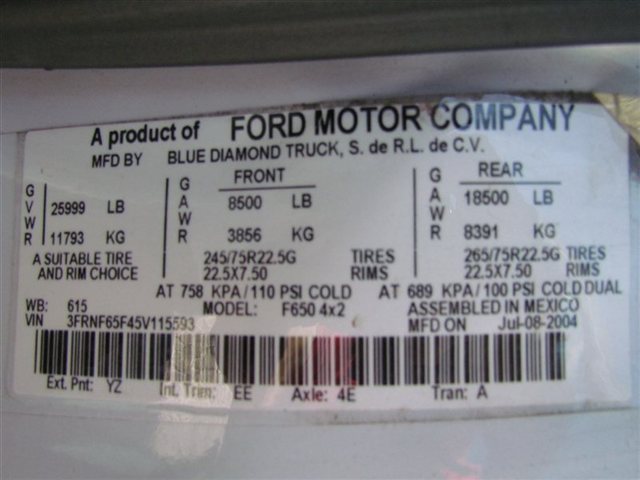 A product of FORD MOTOR COMPANY
MFD BY BLUE DIAMOND TRUCK, S. de R.L. de C.V.
GVWR 25999 LB 11793 KG
FRONT
GAWR 8500 LB 3856 KG
REAR
GAWR 18500 LB 8391 KG
A SUITABLE TIRE 245/75R22.5G TIRES 265/75R22.5G
AND RIM CHOICE 22.5X7.50 RIMS 22.5X7.50
AT 758 KPA/110 PSI COLD AT 689 KPA/100 PSI COLD DUAL
WB: 615 MODEL: F650 4x2 ASSEMBLED IN MEXICO
VIN 3FRNF65F45V115593 MFD ON Jul-08-2004
Ext. Pnt: YZ Int. Trim: EE Axle: 4E Tran: A